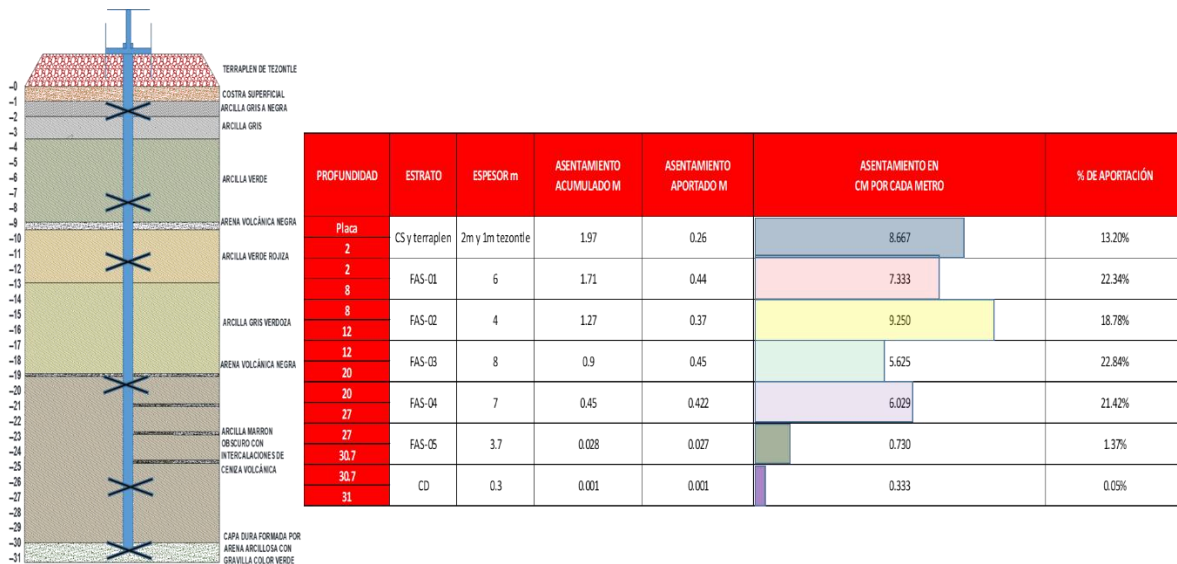 TERRAPLEN DE TEZONTLE
COSTRA SUPERFICIAL
ARCILLA GRIS A NEGRA
ARCILLA GRIS
ARCILLA VERDE
ARENA VOLCÁNICA NEGRA
ARCILLA VERDE ROJIZA
ARCILLA GRIS VERDOZA
ARENA VOLCÁNICA NEGRA
ARCILLA MARRON
OBSCURO CON
INTERCALACIONES DE
CENIZA VOLCÁNICA
CAPA DURA FORMADA POR
ARENA ARCILLOSA CON
GRAVILLA COLOR VERDE
–0
–1
–2
–3
–4
–5
–6
–7
–8
–9
–10
–11
–12
–13
–14
–15
–16
–17
–18
–19
–20
–21
–22
–23
–24
–25
–26
–27
–28
–29
–30
–31
PROFUNDIDAD ESTRATO ESPESOR m ASENTAMIENTO ACUMULADO M ASENTAMIENTO APORTADO M ASENTAMIENTO EN CM POR CADA METRO % DE APORTACIÓN
Placa
2 CS y terraplen 2m y 1m tezontle 1.97 0.26 8.667 13.20%
2
8 FAS-01 6 1.71 0.44 7.333 22.34%
8
12 FAS-02 4 1.27 0.37 9.250 18.78%
12
20 FAS-03 8 0.9 0.45 5.625 22.84%
20
27 FAS-04 7 0.45 0.422 6.029 21.42%
27
30.7 FAS-05 3.7 0.028 0.027 0.730 1.37%
30.7
31 CD 0.3 0.001 0.001 0.333 0.05%